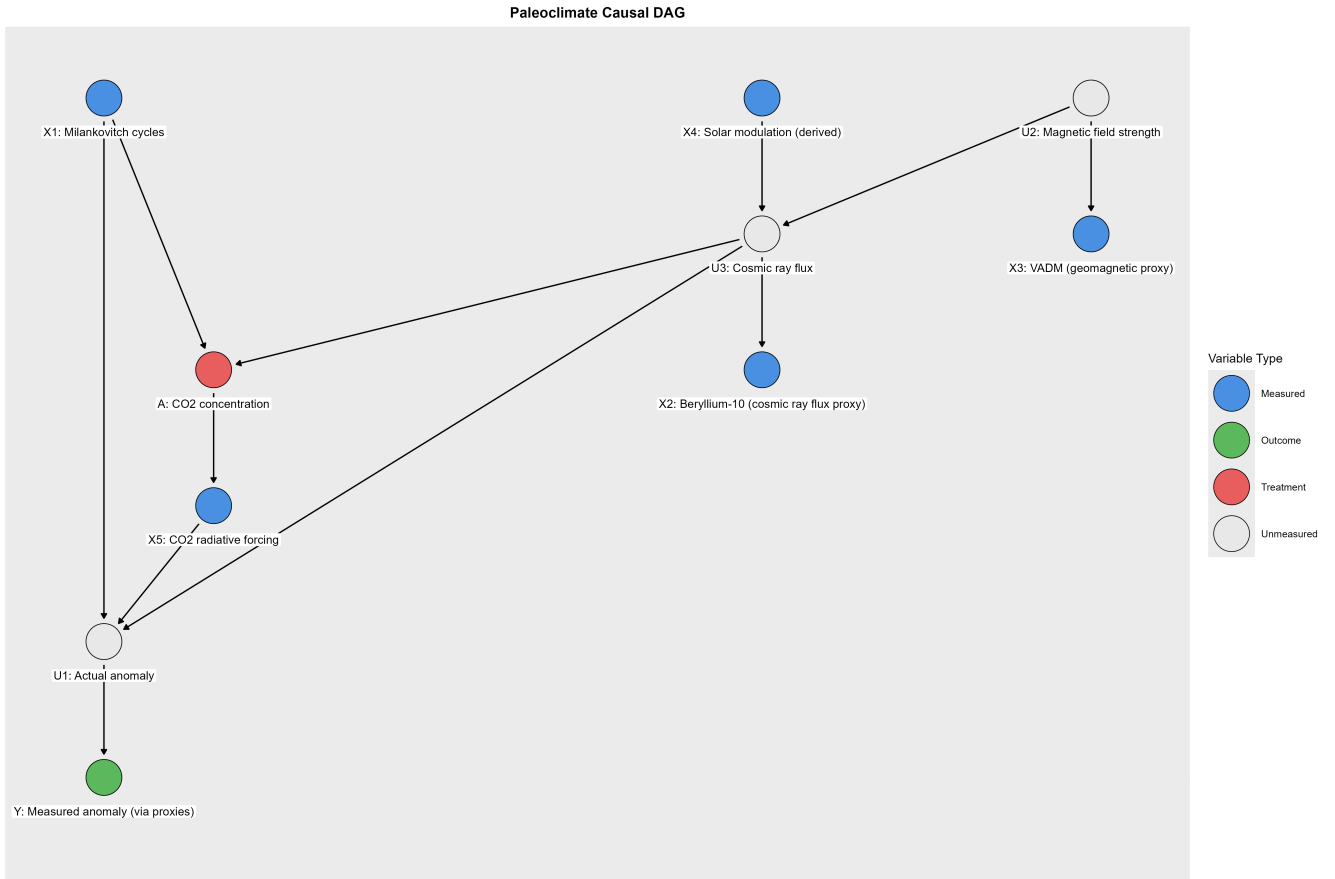 Paleoclimate Causal DAG
X1: Milankovitch cycles
X4: Solar modulation (derived)
U2: Magnetic field strength
U3: Cosmic ray flux
X3: VADM (geomagnetic proxy)
A: CO2 concentration
X2: Beryllium-10 (cosmic ray flux proxy)
X5: CO2 radiative forcing
U1: Actual anomaly
Y: Measured anomaly (via proxies)
Variable Type
Measured
Outcome
Treatment
Unmeasured